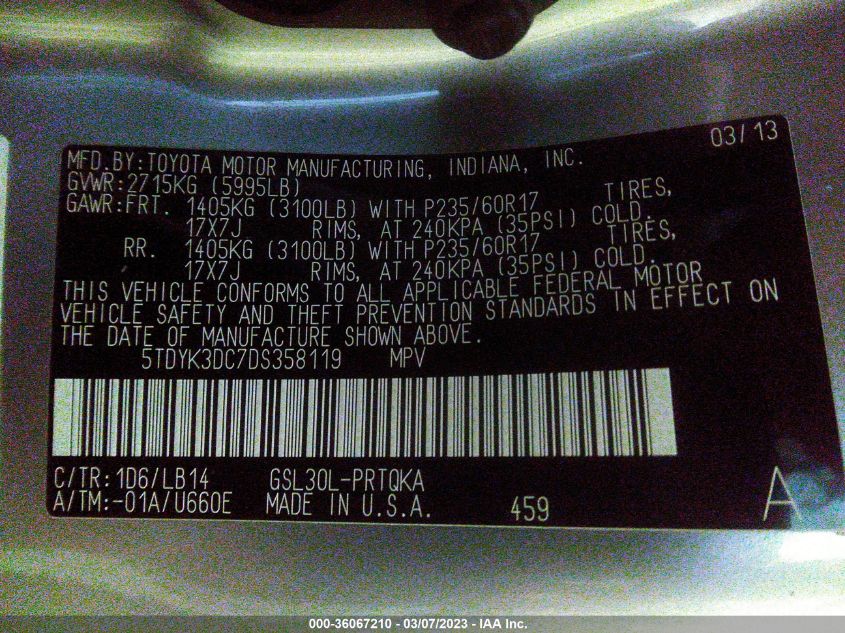 03/13
MFD.BY:TOYOTA MOTOR MANUFACTURING, INDIANA, INC.
GVWR:2715KG (5995LB)
GAWR:FRT. 1405KG (3100LB) WITH P235/60R17 TIRES,
17X7J RIMS, AT 240KPA (35PSI) COLD.
RR. 1405KG (3100LB) WITH P235/60R17 TIRES,
17X7J RIMS, AT 240KPA (35PSI) COLD.
THIS VEHICLE CONFORMS TO ALL APPLICABLE FEDERAL MOTOR
VEHICLE SAFETY AND THEFT PREVENTION STANDARDS IN EFFECT ON
THE DATE OF MANUFACTURE SHOWN ABOVE.
5TDYK3DC7DS358119 MPV
C/TR:1D6/LB14 GSL30L-PRTQKA
A/TM:-01A/U660E MADE IN U.S.A. 459 A
000-36067210 - 03/07/2023 - IAA Inc.